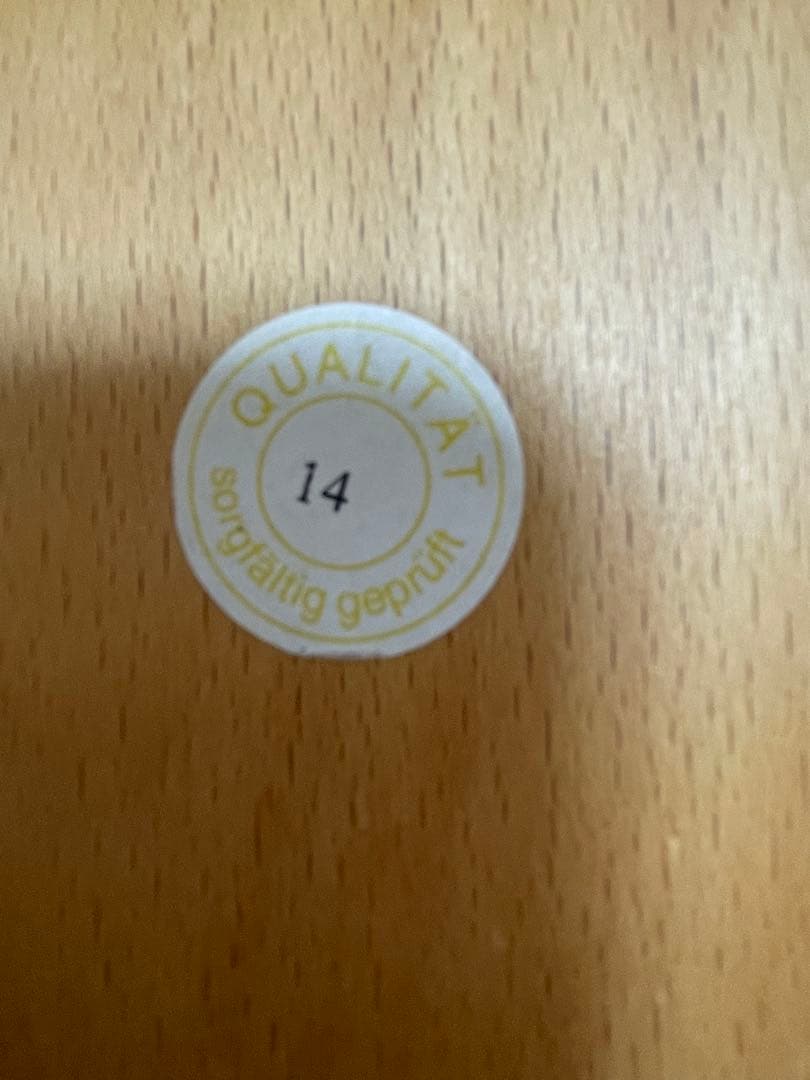 QUALITÄT
14
sorgfältig geprüft